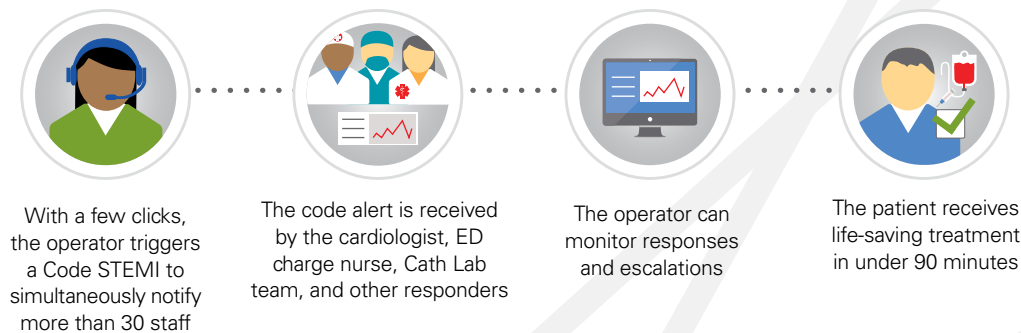 With a few clicks,
the operator triggers
a Code STEMI to
simultaneously notify
more than 30 staff
The code alert is received
by the cardiologist, ED
charge nurse, Cath Lab
team, and other responders
The operator can
monitor responses
and escalations
The patient receives
life-saving treatment
in under 90 minutes